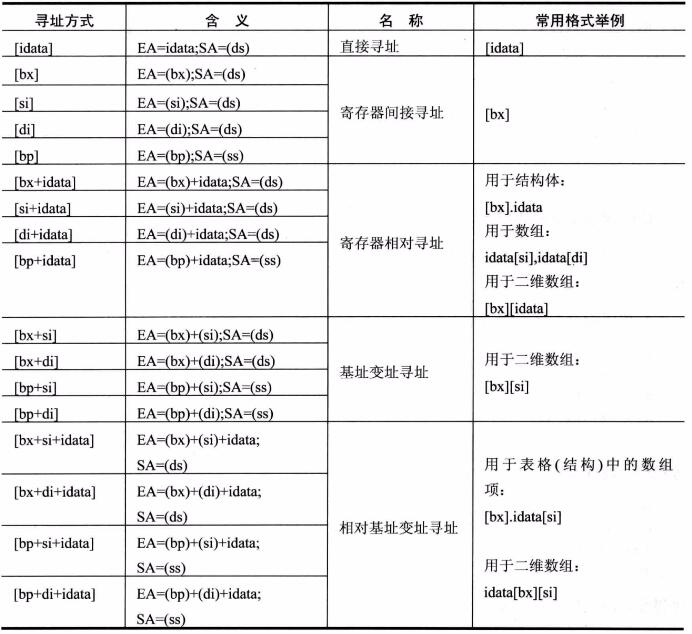 寻址方式 含 义 名 称 常用格式举例
[idata] EA=idata;SA=(ds) 直接寻址 [idata]
[bx] EA=(bx);SA=(ds)
[si] EA=(si);SA=(ds)
寄存器间接寻址 [bx]
[di] EA=(di);SA=(ds)
[bp] EA=(bp);SA=(ss)
[bx+idata] EA=(bx)+idata;SA=(ds) 用于结构体：
[si+idata] EA=(si)+idata;SA=(ds) [bx].idata
[di+idata] EA=(di)+idata;SA=(ds) 寄存器相对寻址 用于数组：
[bp+idata] EA=(bp)+idata;SA=(ss) idata[si],idata[di]
用于二维数组：
[bx][idata]
[bx+si] EA=(bx)+(si);SA=(ds)
[bx+di] EA=(bx)+(di);SA=(ds) 基址变址寻址 用于二维数组：
[bp+si] EA=(bp)+(si);SA=(ss) [bx][si]
[bp+di] EA=(bp)+(di);SA=(ss)
[bx+si+idata] EA=(bx)+(si)+idata;
SA=(ds) 用于表格(结构)中的数组
[bx+di+idata] EA=(bx)+(di)+idata; 项：
SA=(ds) 相对基址变址寻址 [bx].idata[si]
[bp+si+idata] EA=(bp)+(si)+idata;
SA=(ss) 用于二维数组：
[bp+di+idata] EA=(bp)+(di)+idata; idata[bx][si]
SA=(ss)